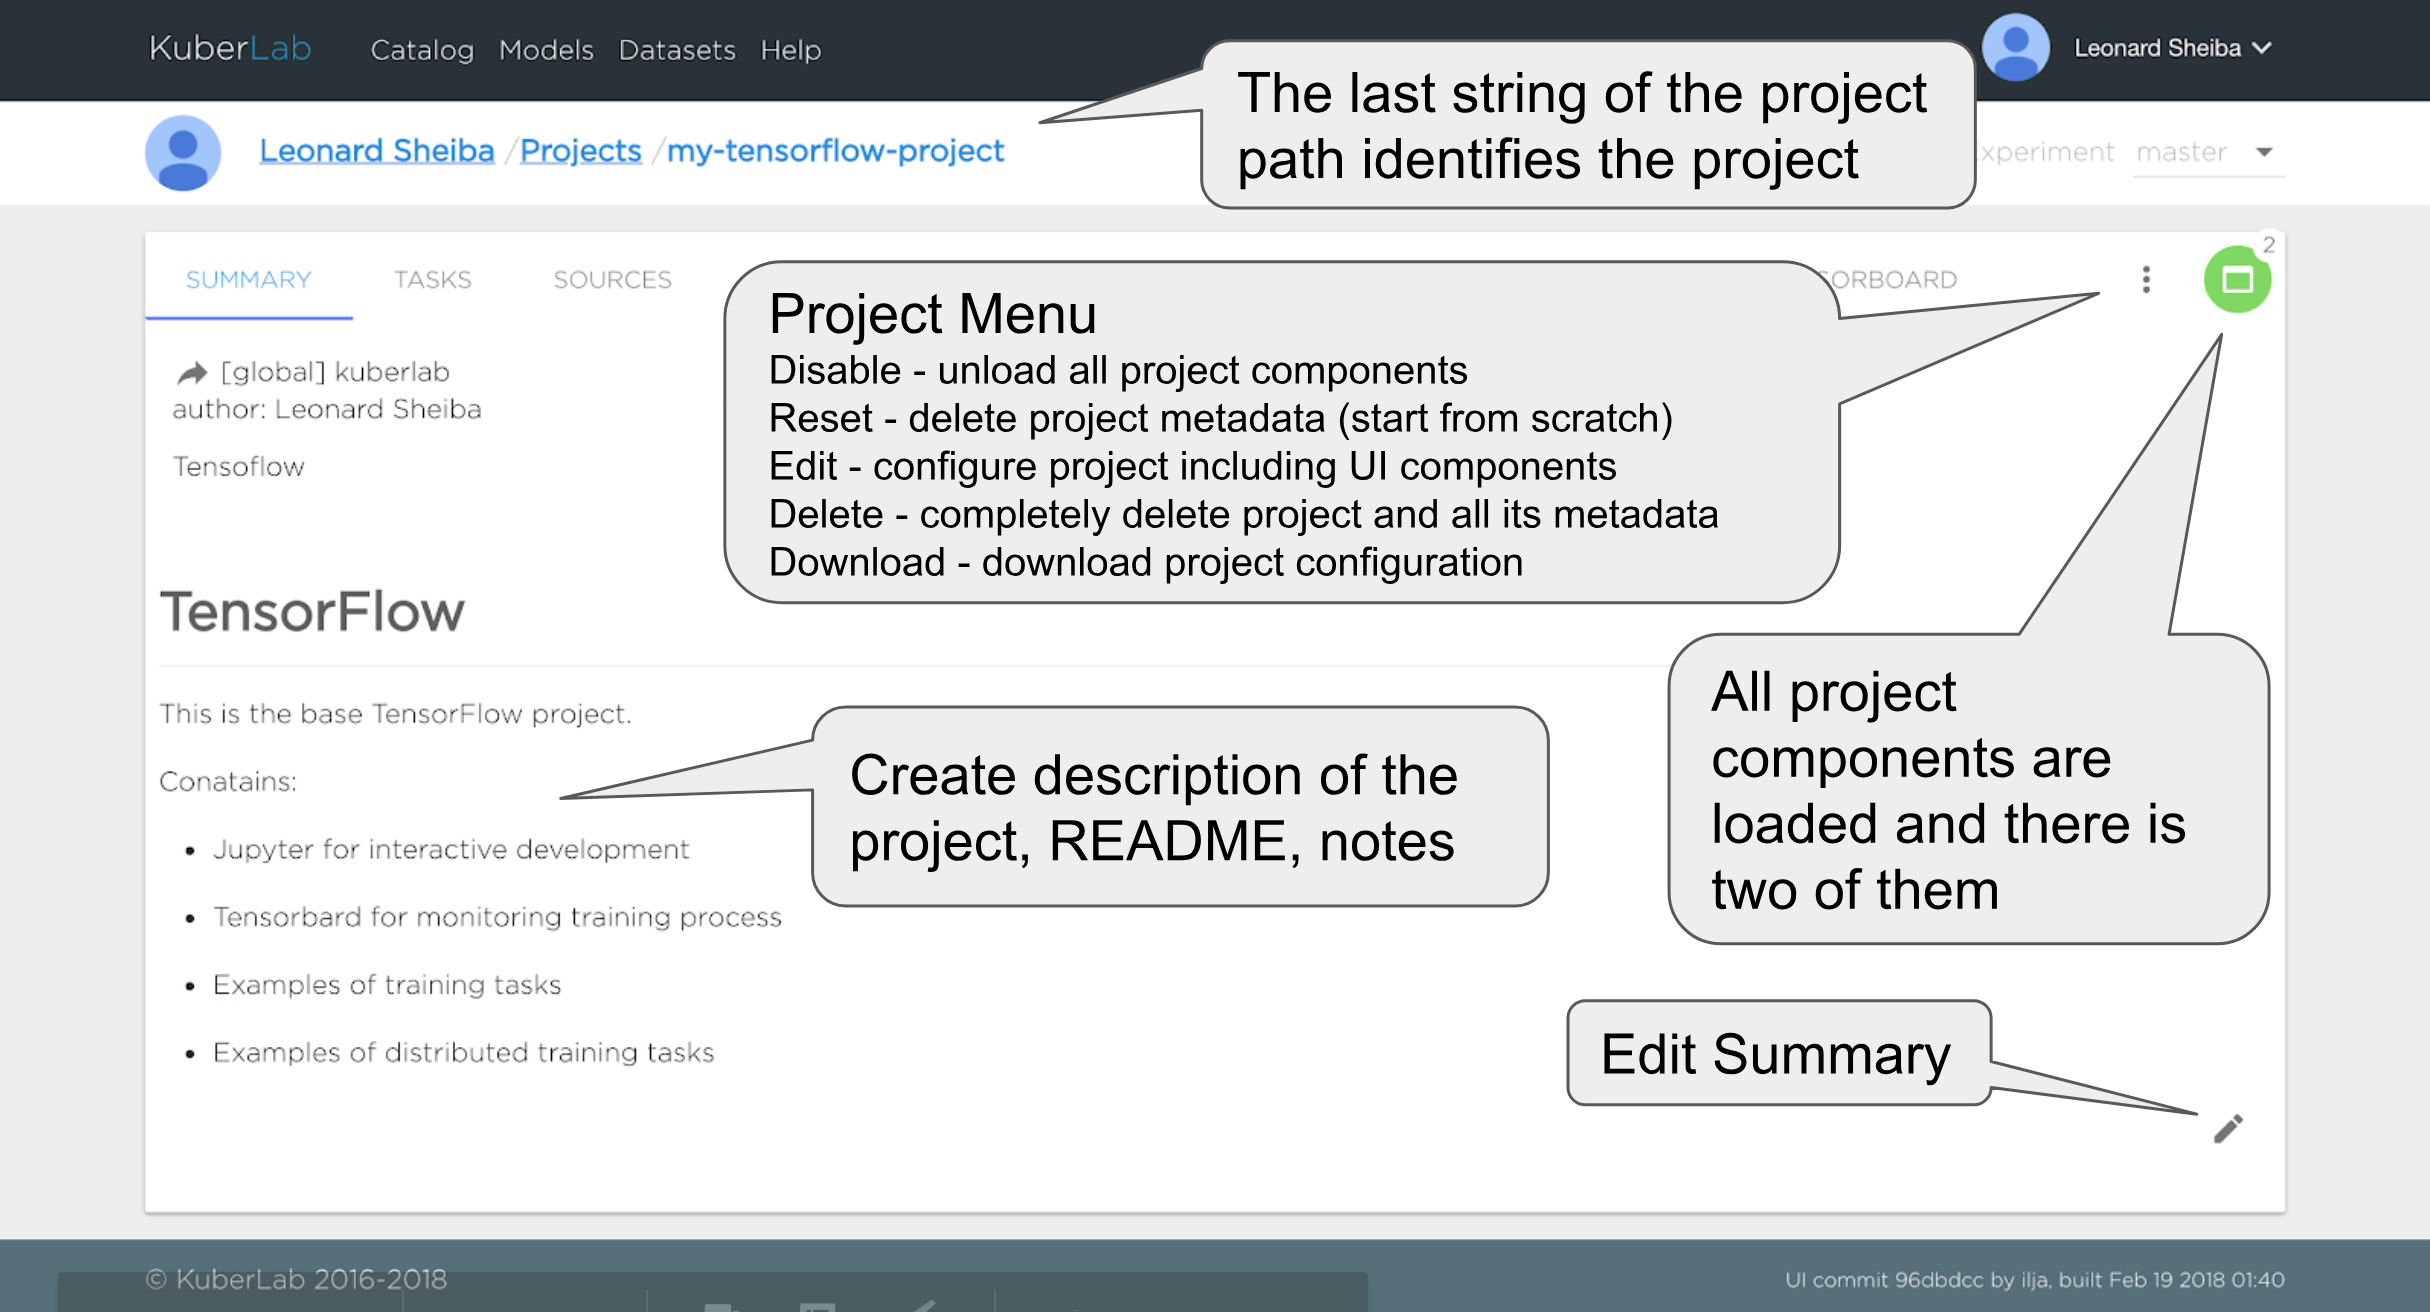 KuberLab Catalog Models Datasets Help
Leonard Sheiba
The last string of the project
path identifies the project
Leonard Sheiba /Projects /my-tensorflow-project
xperiment master
SUMMARY TASKS SOURCES
ORBOARD
2
Project Menu
Disable - unload all project components
Reset - delete project metadata (start from scratch)
Edit - configure project including UI components
Delete - completely delete project and all its metadata
Download - download project configuration
[global] kuberlab
author: Leonard Sheiba
Tensoflow
TensorFlow
This is the base TensorFlow project.
Conatains:
• Jupyter for interactive development
• Tensorbard for monitoring training process
• Examples of training tasks
• Examples of distributed training tasks
Create description of the
project, README, notes
All project
components are
loaded and there is
two of them
Edit Summary
© KuberLab 2016-2018
UI commit 96dbdcc by ilja, built Feb 19 2018 01:40